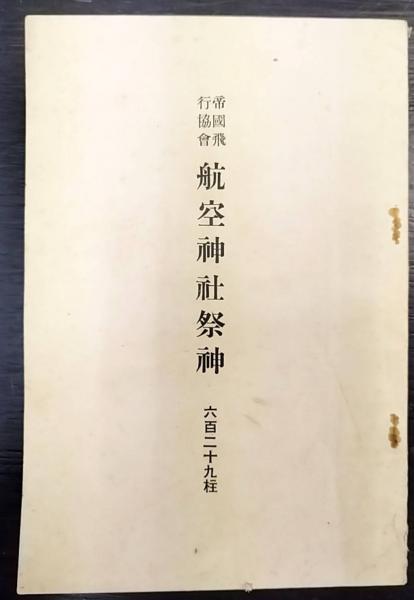 帝國飛
行協會
航空神社祭神
六百二十九柱